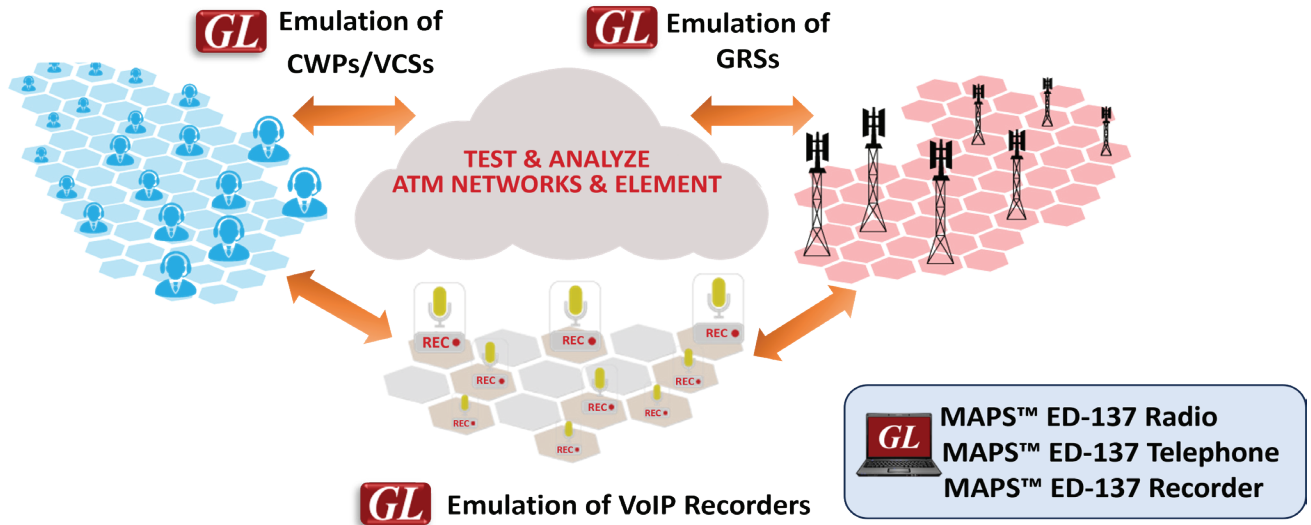 GL Emulation of
CWPs/VCSs
GL Emulation of
GRSs
TEST & ANALYZE
ATM NETWORKS & ELEMENT
REC
REC
REC
REC
REC
REC
REC
REC
REC
REC
GL Emulation of VoIP Recorders
GL
MAPS™ ED-137 Radio
MAPS™ ED-137 Telephone
MAPS™ ED-137 Recorder